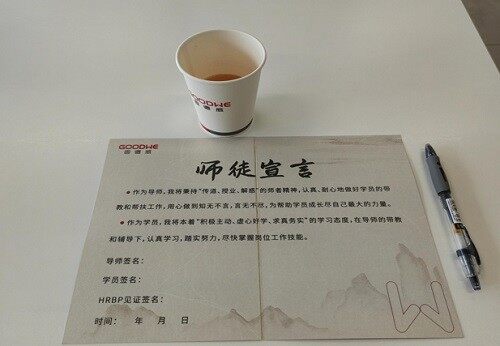 GOODWE
固德威
GOODWE
固德威
师徒宣言
• 作为导师，我将秉持“传道、授业、解惑”的师者精神，认真、耐心地做好学员的带
教和帮扶工作，用心做到知无不言，言无不尽，为帮助学员成长尽自己最大的力量。
• 作为学员，我将本着“积极主动、虚心好学、求真务实”的学习态度，在导师的带教
和辅导下，认真学习，踏实努力，尽快掌握岗位工作技能。
导师签名：
学员签名：
HRBP见证签名：
时间： 年 月 日